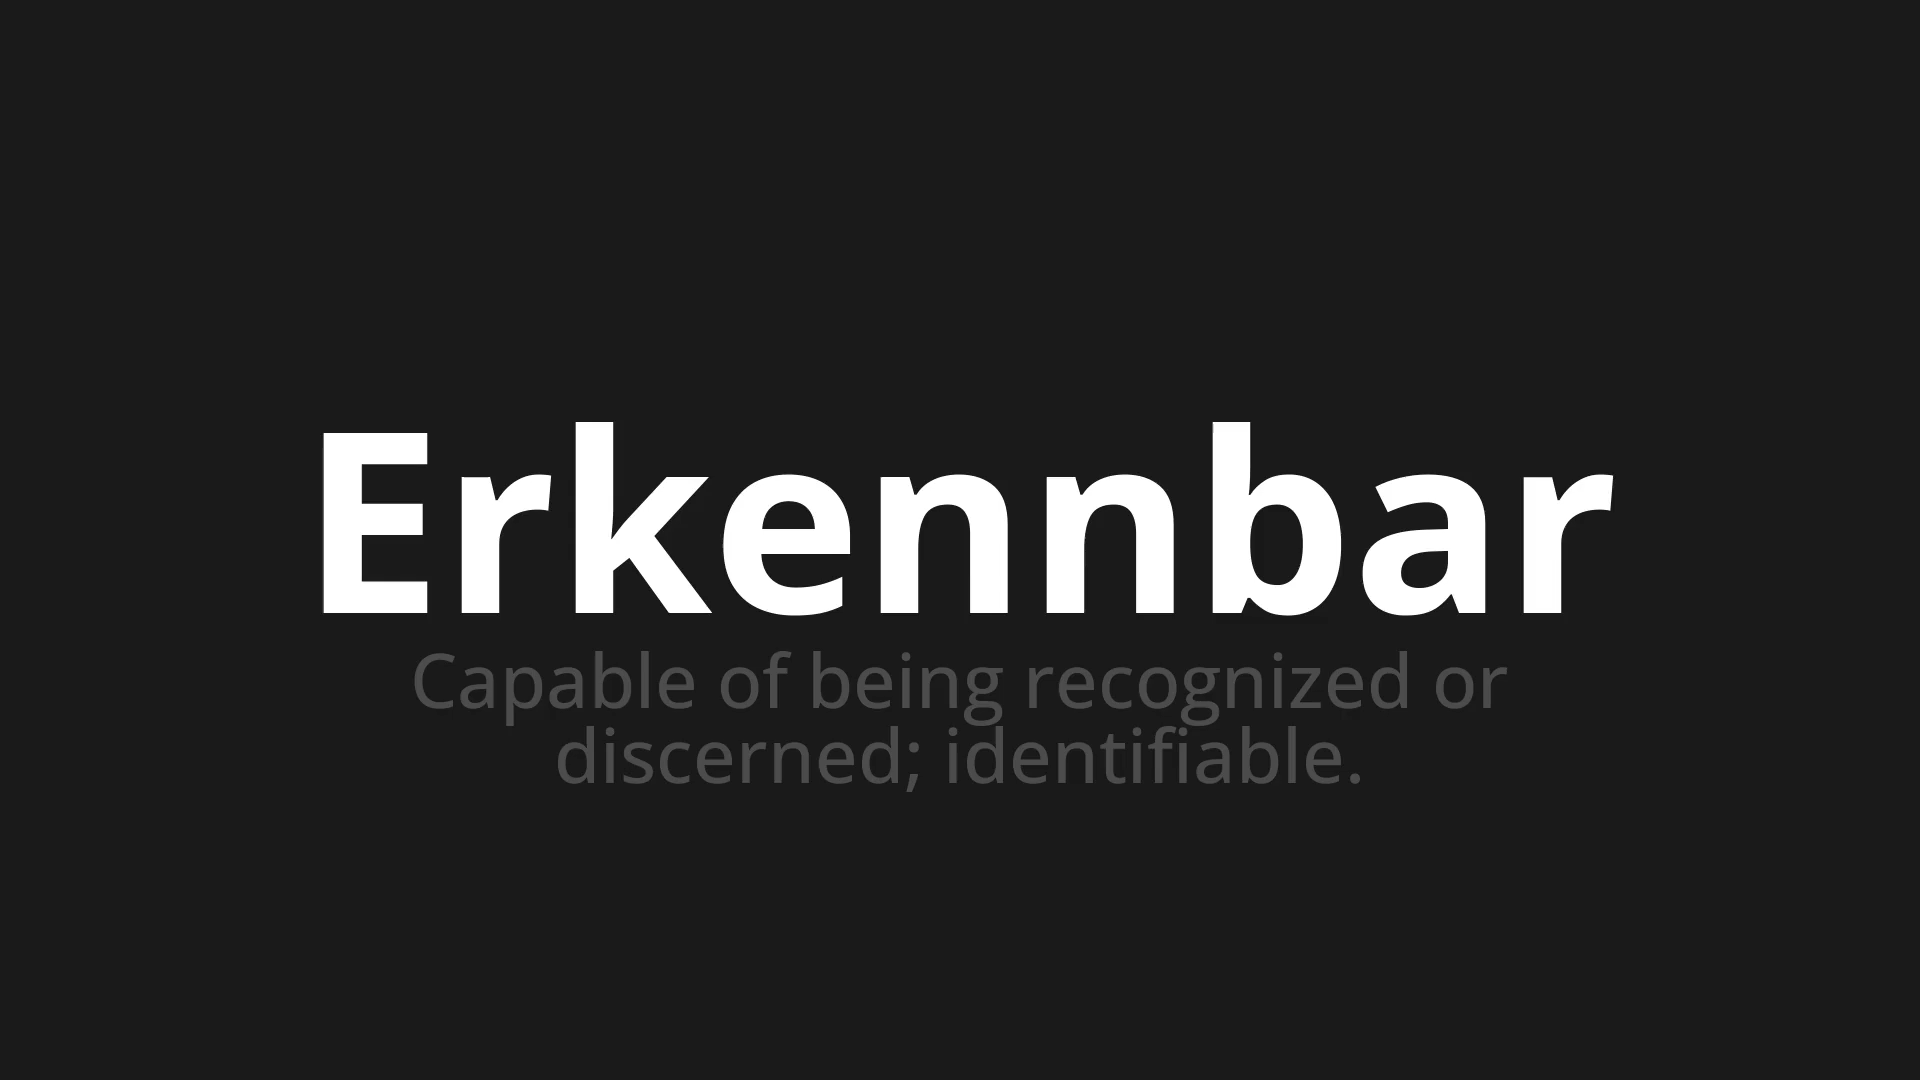 Erkennbar
Capable of being recognized or
discerned; identifiable.